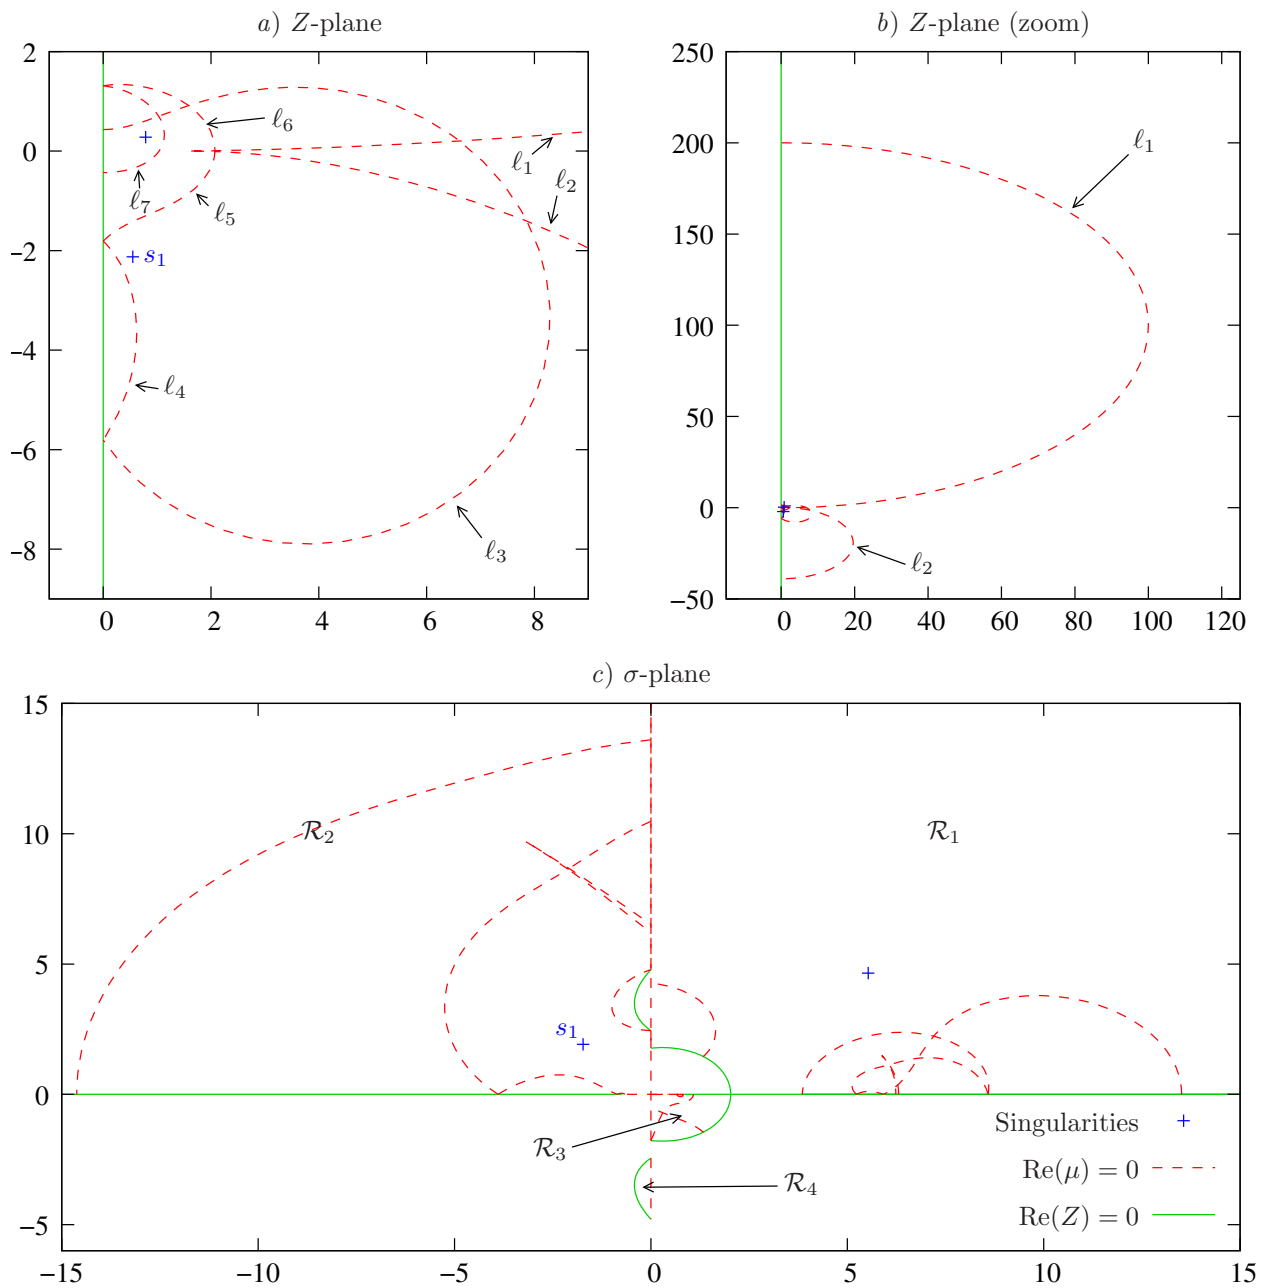 a) Z-plane
b) Z-plane (zoom)
2
0
−2
−4
−6
−8
0
2
4
6
8
ℓ6
ℓ1
ℓ2
ℓ7
ℓ5
s1
ℓ4
ℓ3
250
200
150
100
50
0
−50
0
20
40
60
80
100
120
ℓ1
ℓ2
c) σ-plane
15
10
5
0
−5
−15
−10
−5
0
5
10
15
R2
R1
s1
R3
R4
Singularities
Re(μ) = 0
Re(Z) = 0